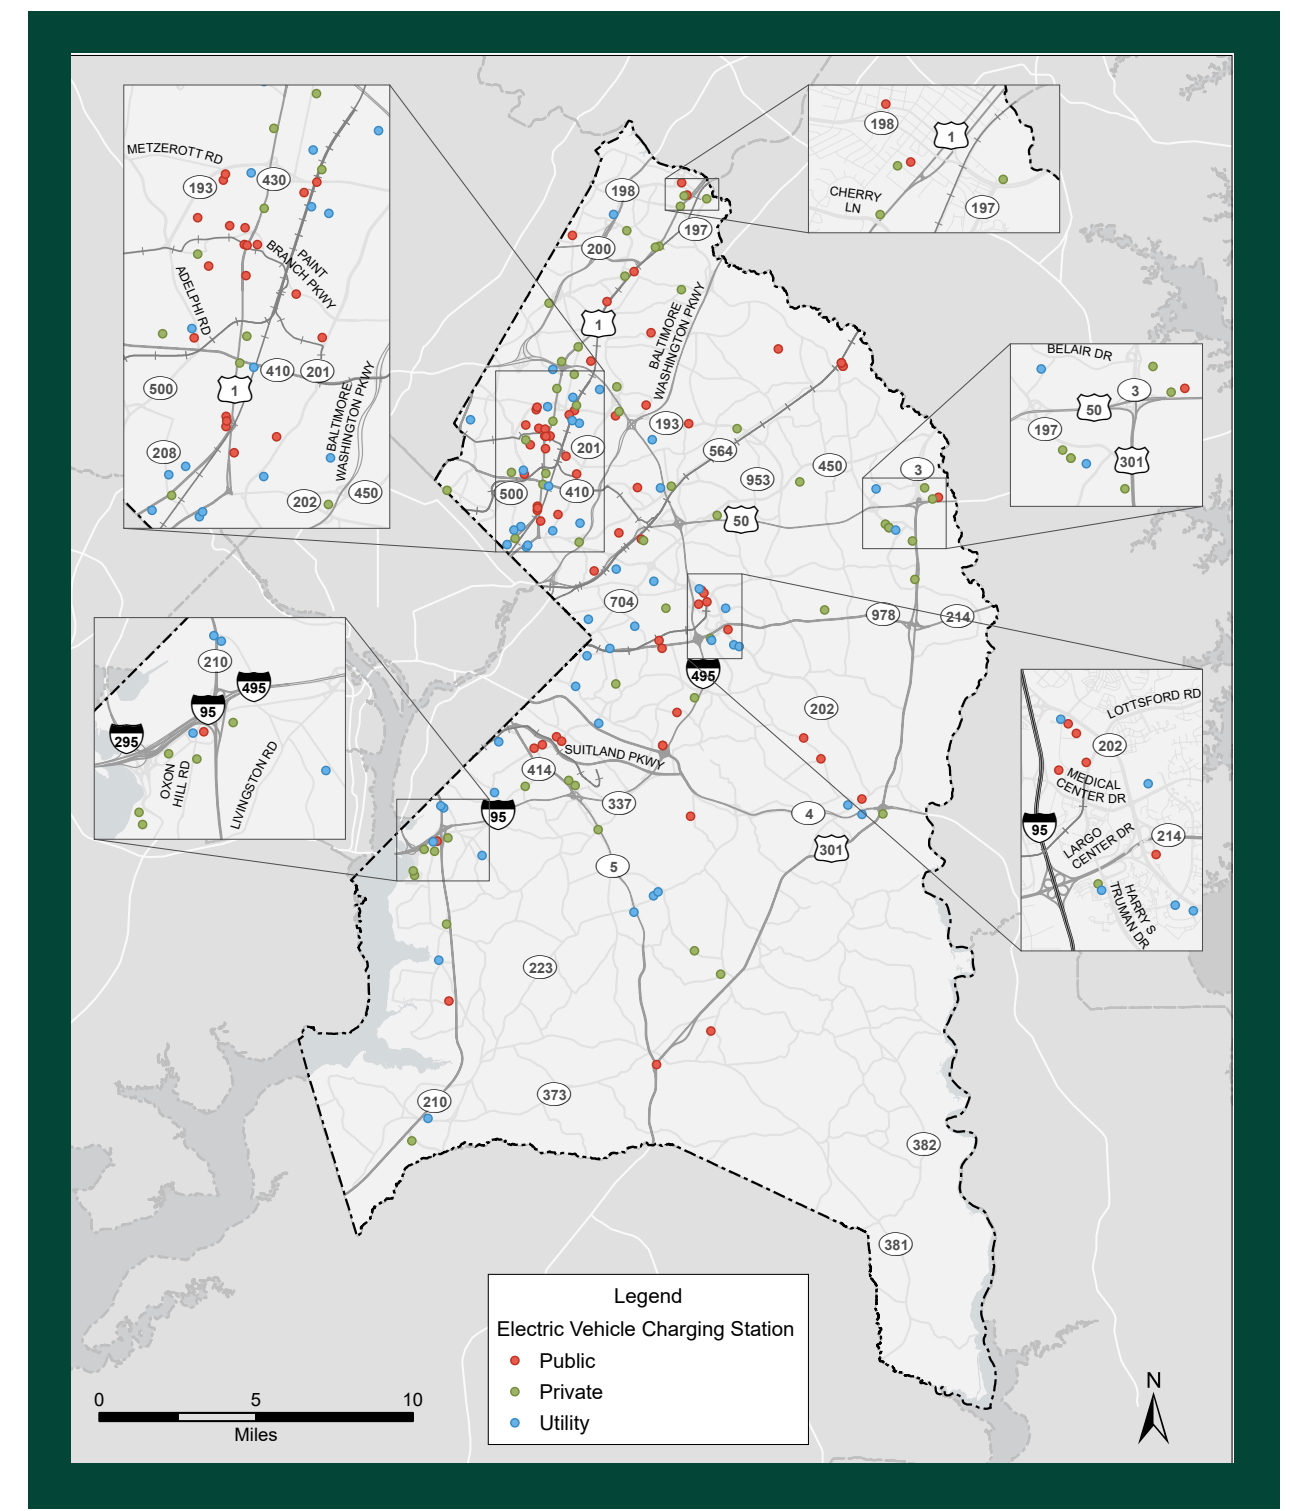 METZEROTT RD
193
430
PAINT
BRANCH PKWY
ADELPHI RD
410
201
500
1
BALTIMORE
WASHINGTON PKWY
208
202
450
198
1
CHERRY
LN
197
198
197
200
1
BALTIMORE
WASHINGTON PKWY
BELAIR DR
3
50
197
301
193
201
564
450
3
953
500
410
50
704
978
214
495
210
495
95
295
OXON
HILL RD
LIVINGSTON RD
202
LOTTSFORD RD
202
MEDICAL
CENTER DR
95
LARGO
CENTER DR
214
HARRY S
TRUMAN DR
SUITLAND PKWY
414
337
95
4
301
5
223
210
373
382
381
Legend
Electric Vehicle Charging Station
Public
Private
Utility
0 5 10
Miles
N